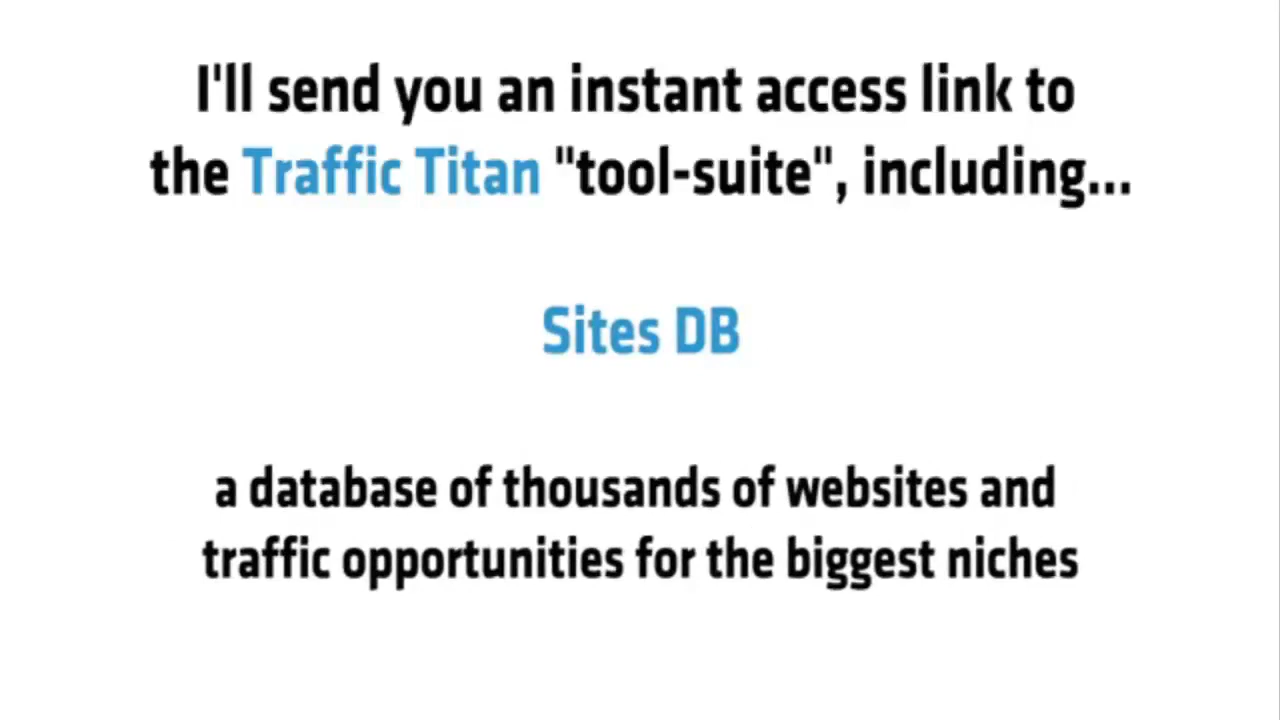 I'll send you an instant access link to
the Traffic Titan "tool-suite", including...
Sites DB
a database of thousands of websites and
traffic opportunities for the biggest niches